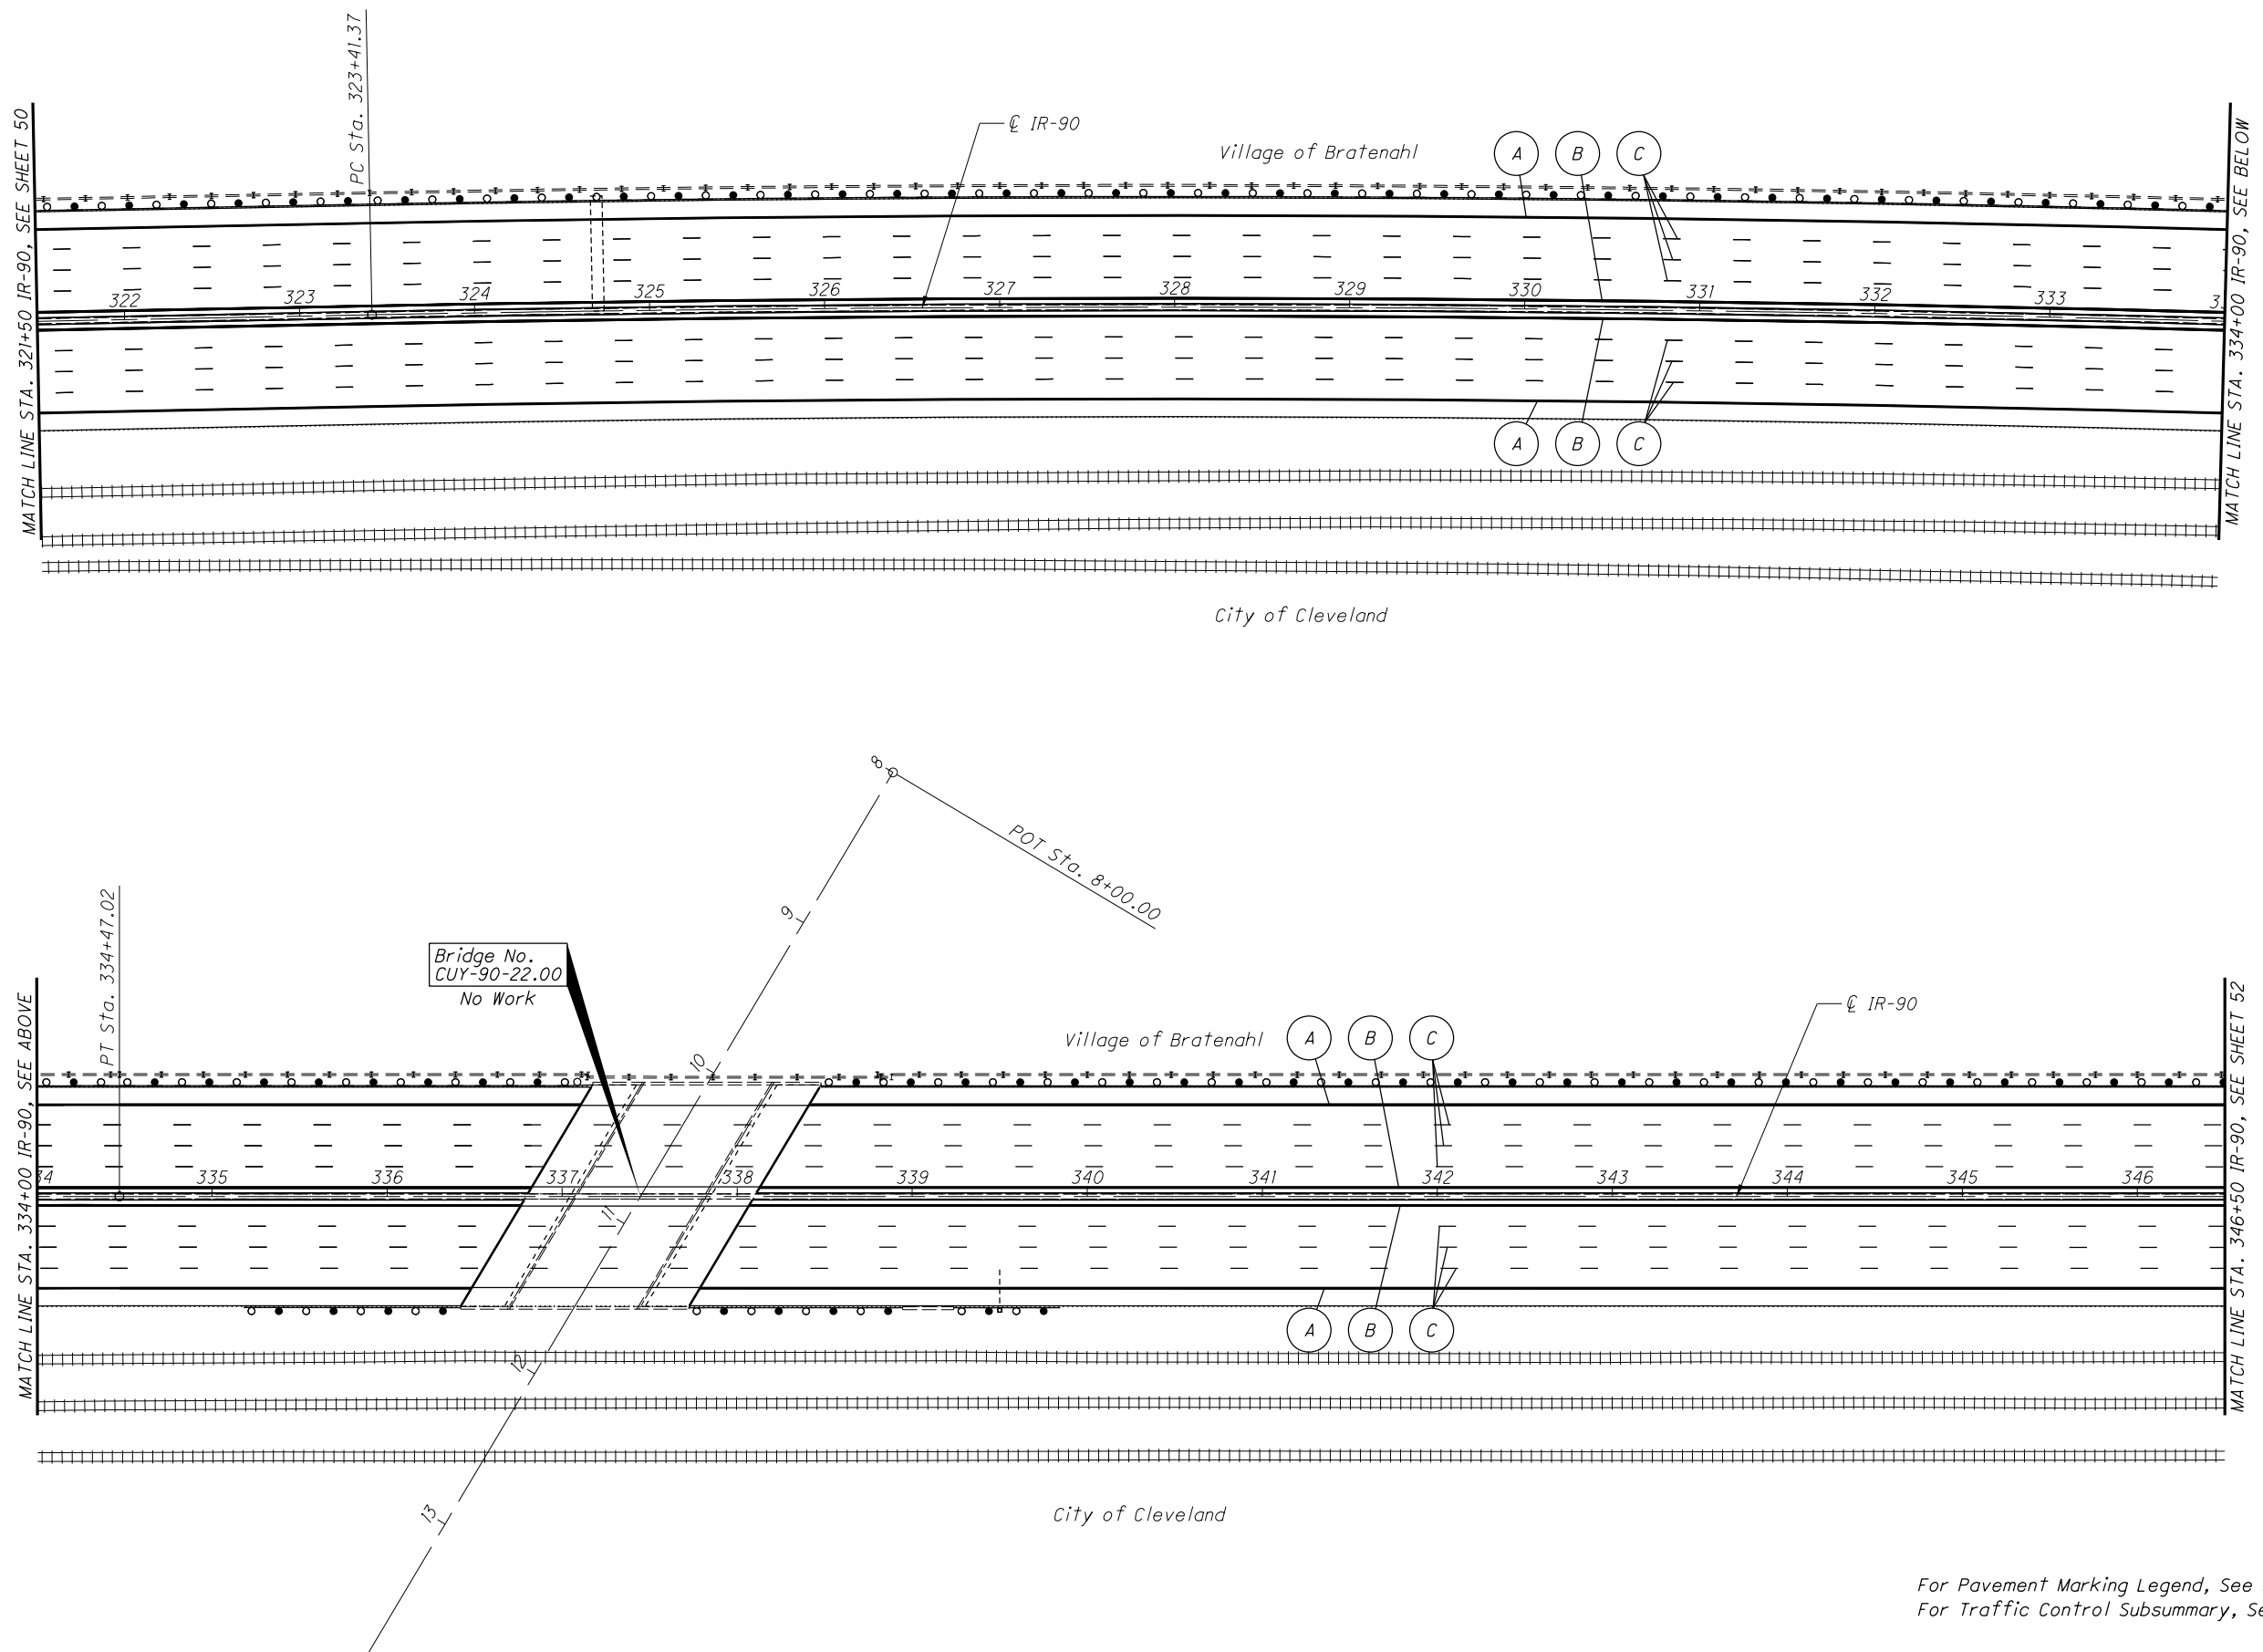 PC Sta. 323+41.37
MATCH LINE STA. 321+50 IR-90, SEE SHEET 50
℄ IR-90
Village of Bratenahl
A B C
322 323 324 325 326 327 328 329 330 331 332 333
A B C
MATCH LINE STA. 334+00 IR-90, SEE BELOW
City of Cleveland
8
POT Sta. 8+00.00
9
PT Sta. 334+47.02
MATCH LINE STA. 334+00 IR-90, SEE ABOVE
Bridge No.
CUY-90-22.00
No Work
10
Village of Bratenahl
A B C
℄ IR-90
34 335 336 337 338 339 340 341 342 343 344 345 346
11
A B C
12
MATCH LINE STA. 346+50 IR-90, SEE SHEET 52
13
City of Cleveland
For Pavement Marking Legend, See
For Traffic Control Subsummary, Se